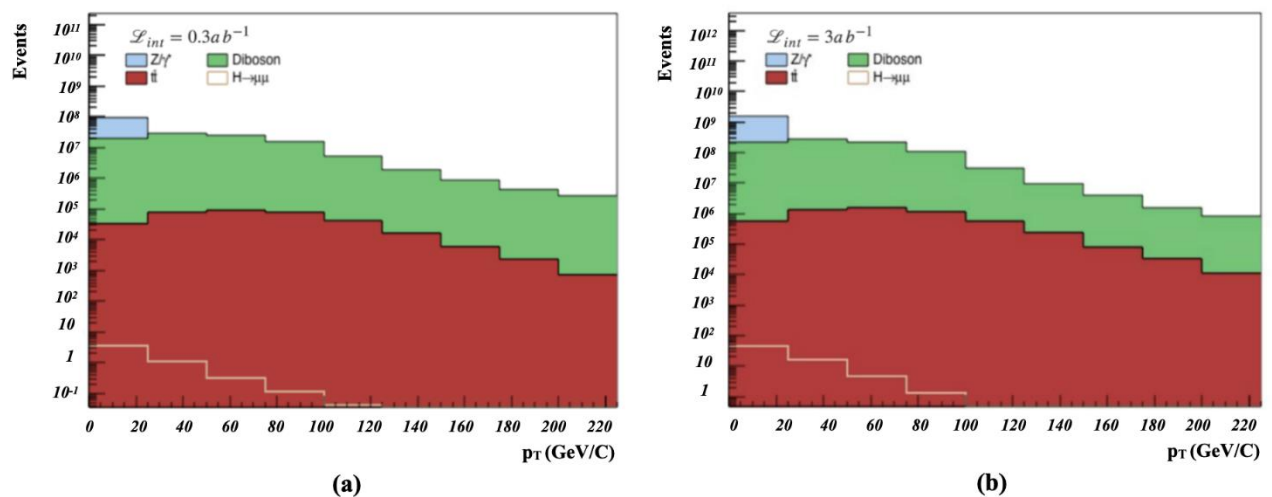 Events
10¹¹
10¹⁰
10⁹
10⁸
10⁷
10⁶
10⁵
10⁴
10³
10²
10
1
10⁻¹
ℒint = 0.3ab⁻¹
Z/γ* Diboson
tt̄ H→μμ
0 20 40 60 80 100 120 140 160 180 200 220
pT (GeV/C)
(a)
Events
10¹²
10¹¹
10¹⁰
10⁹
10⁸
10⁷
10⁶
10⁵
10⁴
10³
10²
10
1
ℒint = 3ab⁻¹
Z/γ* Diboson
tt̄ H→μμ
0 20 40 60 80 100 120 140 160 180 200 220
pT (GeV/C)
(b)